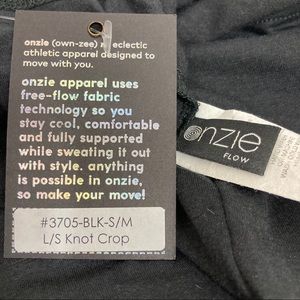 onzie (own-zee) n. eclectic
athletic apparel designed to
move with you.
onzie apparel uses
free-flow fabric
technology so you
stay cool, comfortable
and fully supported
while sweating it out
with style. anything
is possible in onzie,
so make your move!
#3705-BLK-S/M
L/S Knot Crop
onzie
FLOW